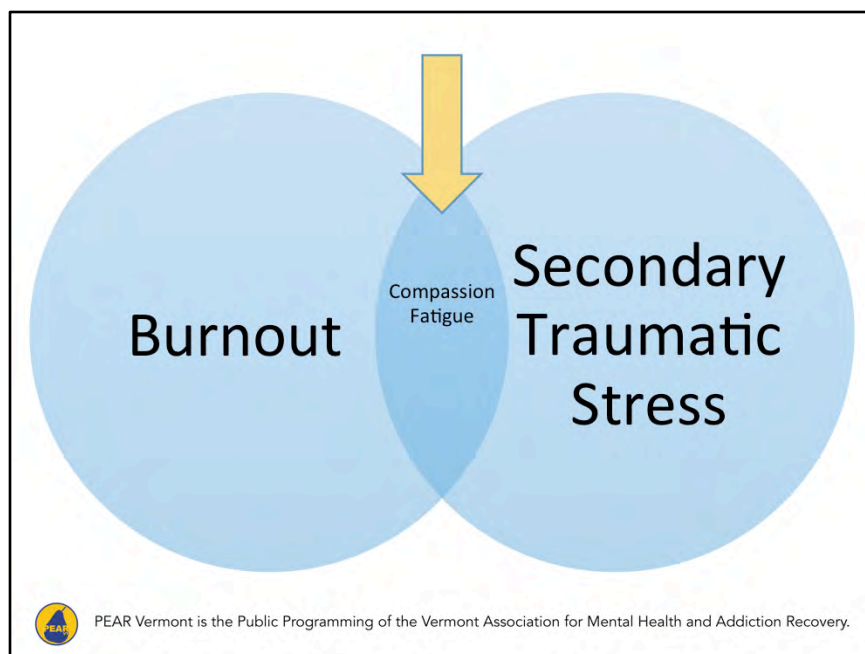 Burnout
Compassion
Fatigue
Secondary
Traumatic
Stress
PEAR
PEAR Vermont is the Public Programming of the Vermont Association for Mental Health and Addiction Recovery.